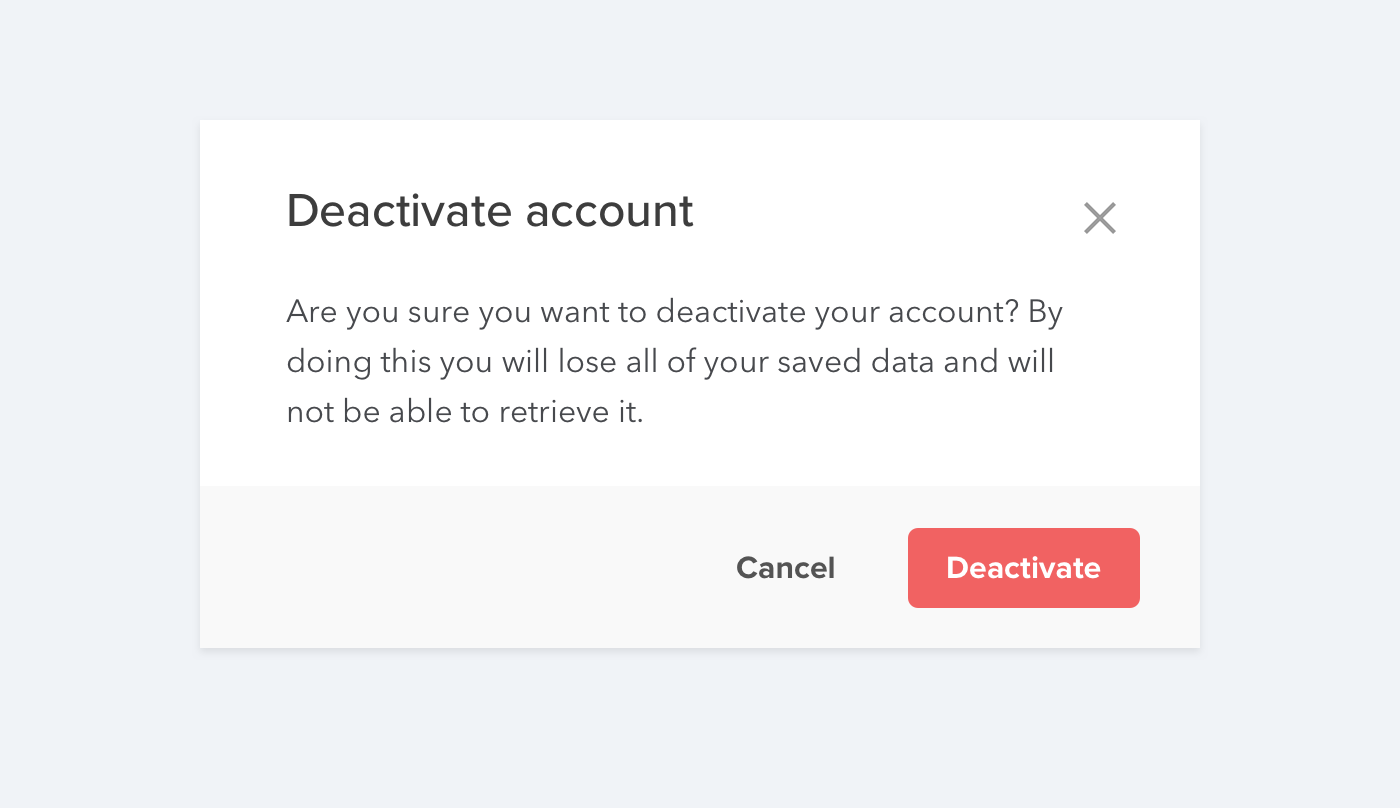 Deactivate account
Are you sure you want to deactivate your account? By
doing this you will lose all of your saved data and will
not be able to retrieve it.
Cancel
Deactivate